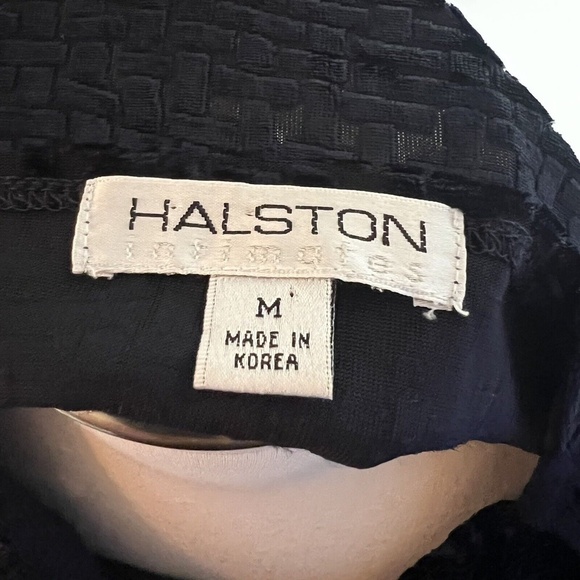 HALSTON
intimates
M
MADE IN
KOREA